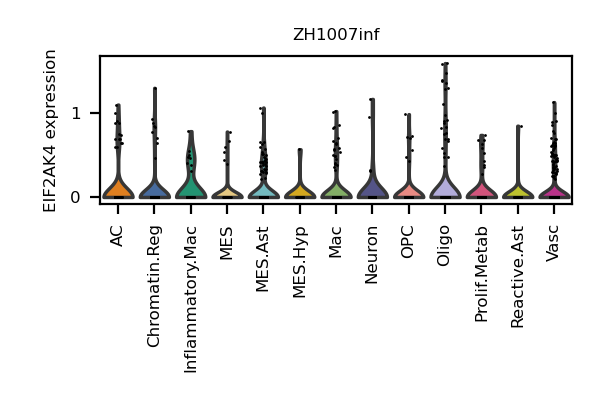 ZH1007inf
EIF2AK4 expression
1
0
AC
Chromatin.Reg
Inflammatory.Mac
MES
MES.Ast
MES.Hyp
Mac
Neuron
OPC
Oligo
Prolif.Metab
Reactive.Ast
Vasc